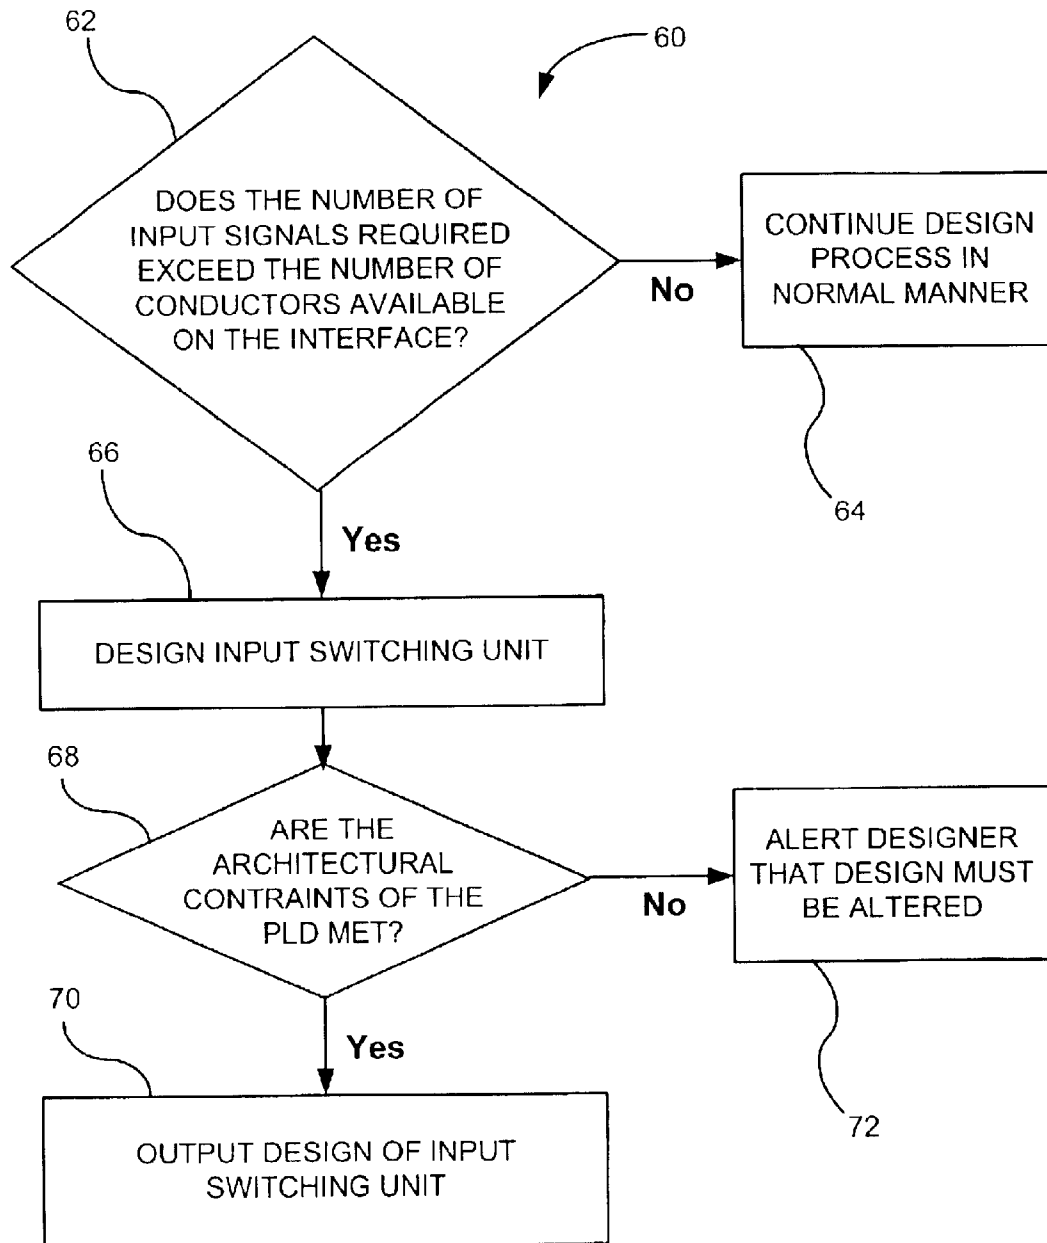 62
60
DOES THE NUMBER OF
INPUT SIGNALS REQUIRED
EXCEED THE NUMBER OF
CONDUCTORS AVAILABLE
ON THE INTERFACE?
No
CONTINUE DESIGN
PROCESS IN
NORMAL MANNER
64
66
Yes
DESIGN INPUT SWITCHING UNIT
68
ARE THE
ARCHITECTURAL
CONTRAINTS OF THE
PLD MET?
No
ALERT DESIGNER
THAT DESIGN MUST
BE ALTERED
72
70
Yes
OUTPUT DESIGN OF INPUT
SWITCHING UNIT